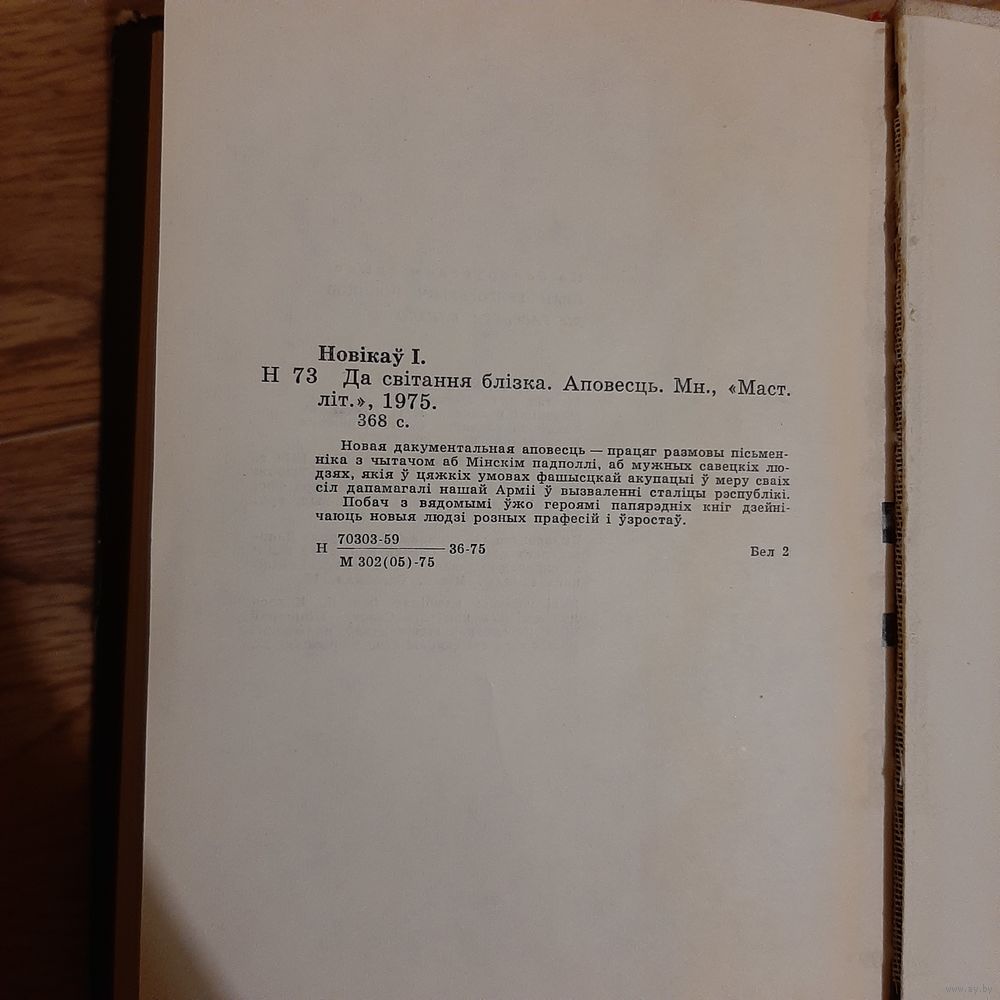 Новікаў І.
Н 73 Да світання блізка. Аповесць. Мн., «Маст.
літ.», 1975.
368 с.
Новая дакументальная аповесць — працяг размовы пісьмен-
ніка з чытачом аб Мінскім падполлі, аб мужных савецкіх лю-
дзях, якія ў цяжкіх умовах фашысцкай акупацыі ў меру сваіх
сіл дапамагалі нашай Арміі ў вызваленні сталіцы рэспублікі.
Побач з вядомымі ўжо героямі папярэдніх кніг дзейні-
чаюць новыя людзі розных прафесій і ўзростаў.
70303-59
Н ——— 36-75
М 302(05)-75
Бел 2
www.ay.by